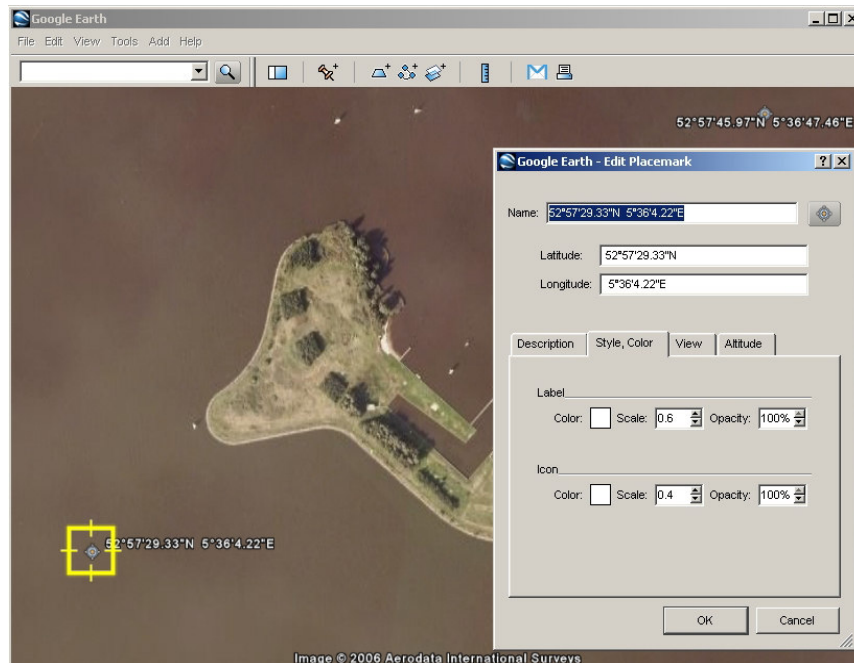 Google Earth
File Edit View Tools Add Help
52°57'45.97"N 5°36'47.46"E
Google Earth - Edit Placemark
Name: 52°57'29.33"N 5°36'4.22"E
Latitude: 52°57'29.33"N
Longitude: 5°36'4.22"E
Description Style, Color View Altitude
Label
Color: Scale: 0.6 Opacity: 100%
Icon
Color: Scale: 0.4 Opacity: 100%
52°57'29.33"N 5°36'4.22"E
OK Cancel
Image © 2006 Aerodata International Surveys